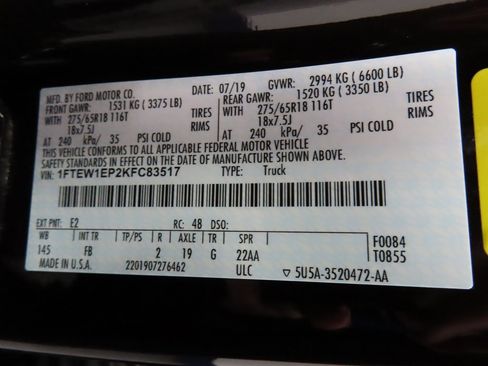 MFD. BY FORD MOTOR CO. DATE: 07/19 GVWR: 2994 KG (6600 LB)
FRONT GAWR: 1531 KG (3375 LB) REAR GAWR: 1520 KG (3350 LB)
WITH 275/65R18 116T TIRES WITH 275/65R18 116T TIRES
18x7.5J RIMS 18x7.5J RIMS
AT 240 kPa/ 35 PSI COLD AT 240 kPa/ 35 PSI COLD
THIS VEHICLE CONFORMS TO ALL APPLICABLE FEDERAL MOTOR VEHICLE
SAFETY STANDARDS IN EFFECT ON THE DATE OF MANUFACTURE SHOWN ABOVE.
VIN: 1FTEW1EP2KFC83517 TYPE: Truck
EXT PNT: E2 RC: 48 DSO: F0084
WB INT TR TP/PS R AXLE TR SPR T0855
145 FB 2 19 G 22AA
MADE IN U.S.A. 2201907276462 ULC ▽ 5U5A-3520472-AA